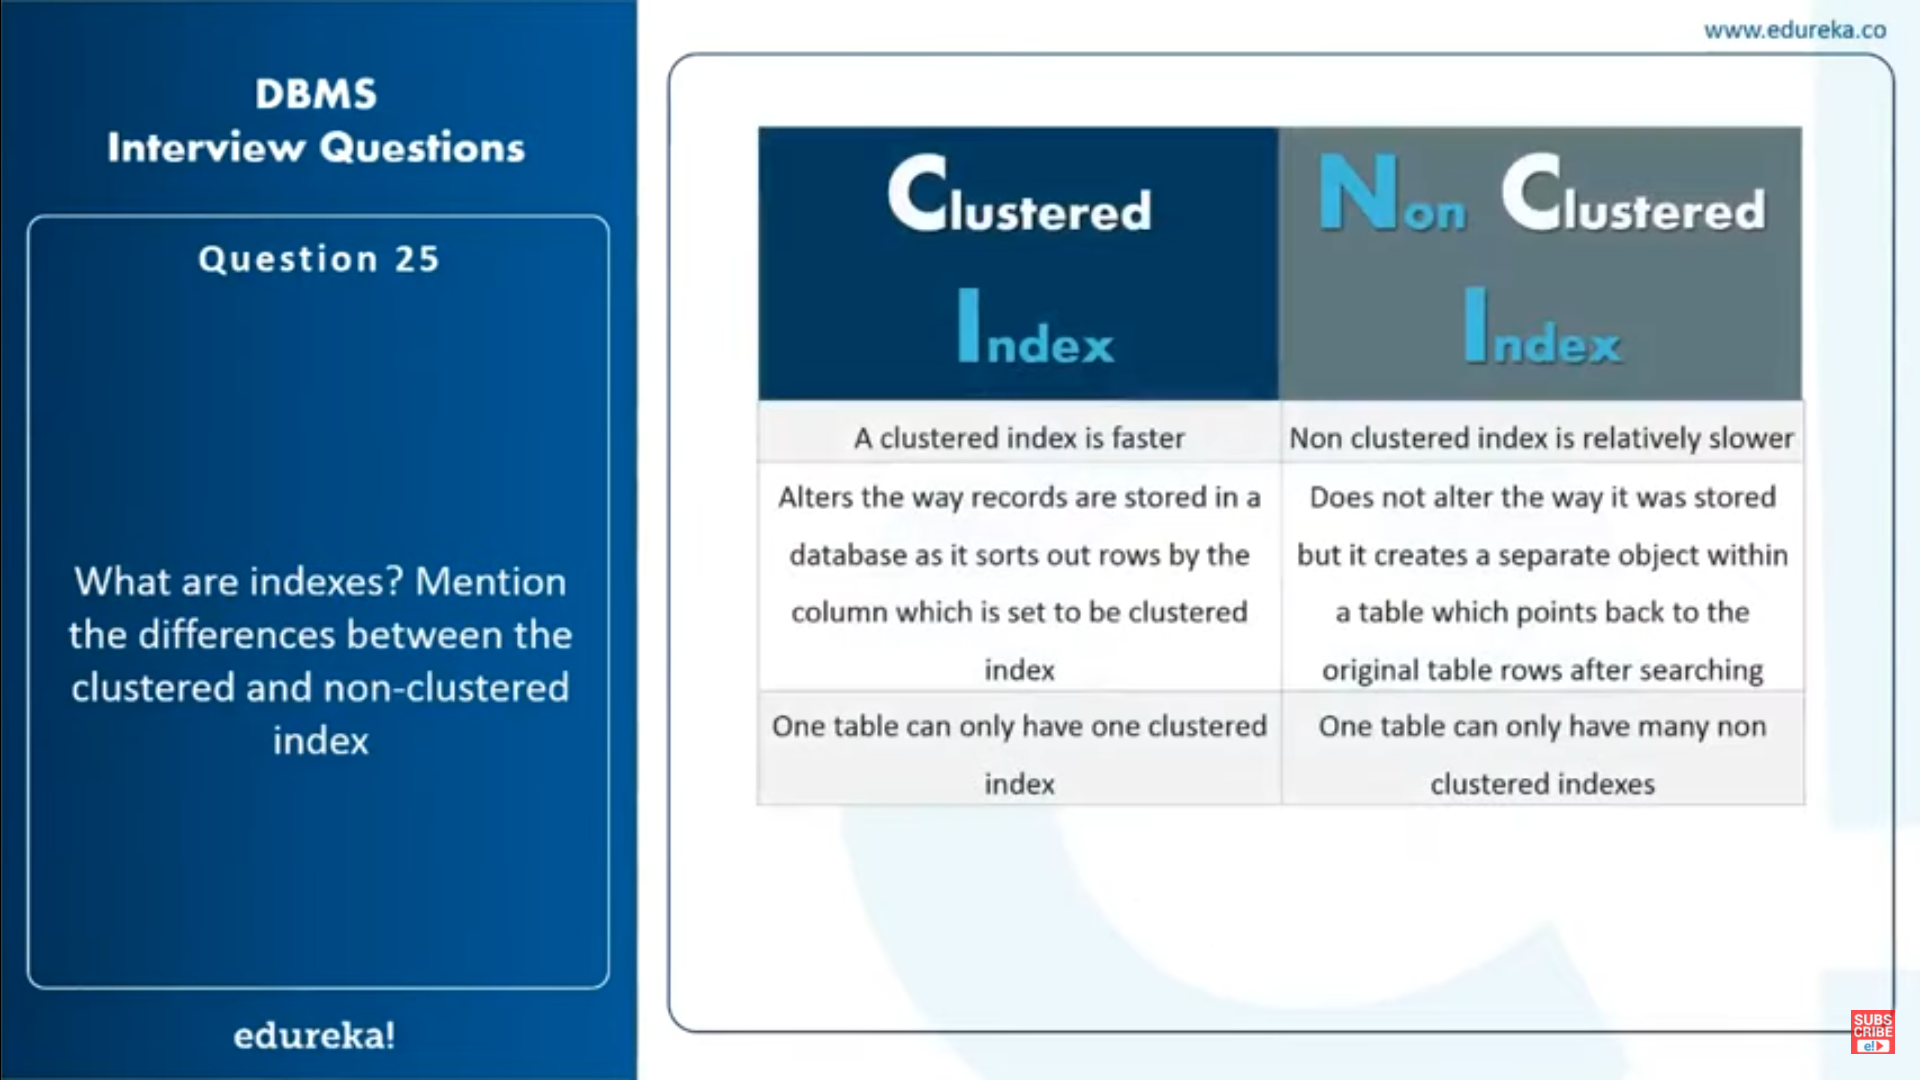 www.edureka.co
DBMS
Interview Questions
Question 25
What are indexes? Mention
the differences between the
clustered and non-clustered
index
edureka!
Clustered
Index
Non Clustered
Index
A clustered index is faster
Non clustered index is relatively slower
Alters the way records are stored in a
database as it sorts out rows by the
column which is set to be clustered
index
Does not alter the way it was stored
but it creates a separate object within
a table which points back to the
original table rows after searching
One table can only have one clustered
index
One table can only have many non
clustered indexes
SUBS
CRIBE
e!